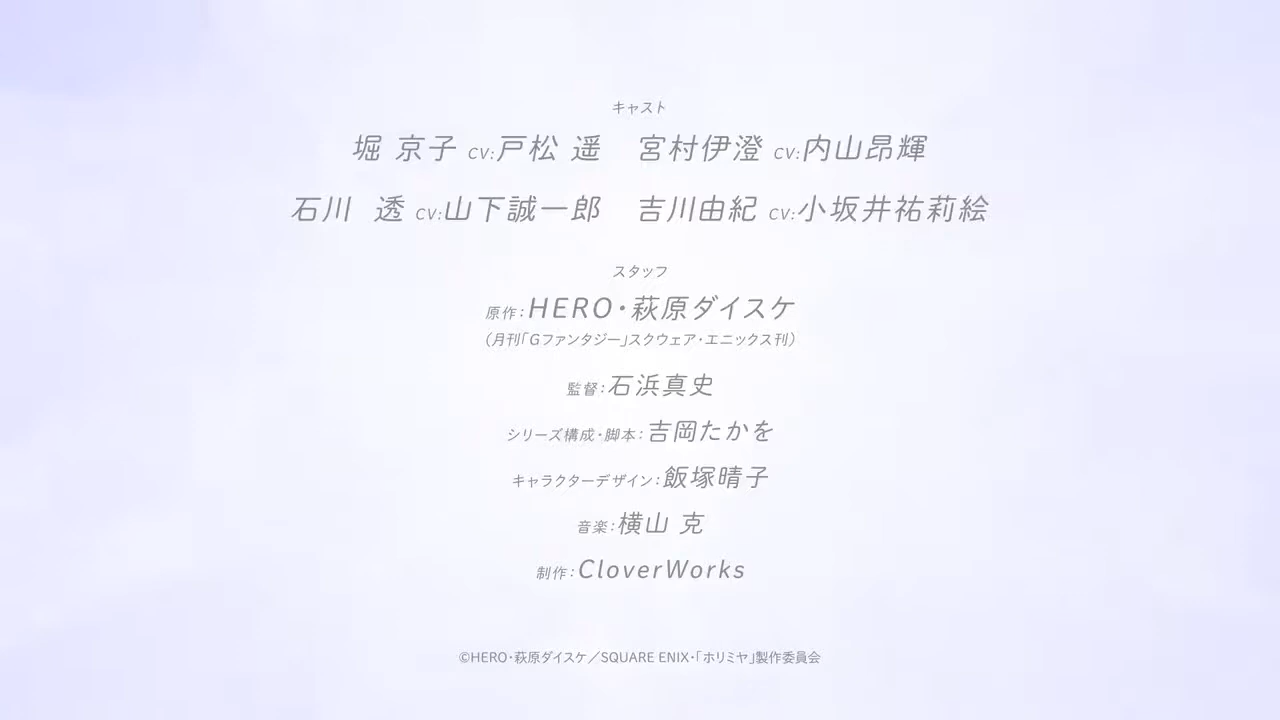 キャスト
堀 京子 CV:戸松 遥　宮村伊澄 CV:内山昂輝
石川 透 CV:山下誠一郎　吉川由紀 CV:小坂井祐莉絵
スタッフ
原作:HERO・萩原ダイスケ
(月刊「Gファンタジー」スクウェア・エニックス刊)
監督:石浜真史
シリーズ構成・脚本:吉岡たかを
キャラクターデザイン:飯塚晴子
音楽:横山 克
制作:CloverWorks
©HERO・萩原ダイスケ/SQUARE ENIX・「ホリミヤ」製作委員会